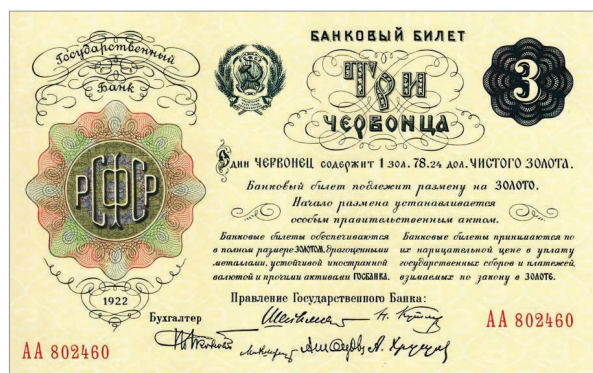 Государственный
Банк
РСФСР
1922
АА 802460
БАНКОВЫЙ БИЛЕТ
РСФСР
ТРИ
ЧЕРВОНЦА
3
Один ЧЕРВОНЕЦ содержит 1 зол. 78.24 дол. ЧИСТОГО ЗОЛОТА.
Банковый билет подлежит размену на ЗОЛОТО.
Начало размена устанавливается
особым правительственным актом.
Банковые билеты обеспечиваются
в полном размере ЗОЛОТОМ, драгоценными
металлами, устойчивой иностранной
валютой и прочими активами ГОСБАНКА.
Банковые билеты принимаются по
их нарицательной цене в уплату
государственных сборов и платежей,
взимаемых по закону в ЗОЛОТЕ.
Правление Государственного Банка:
Бухгалтер
АА 802460